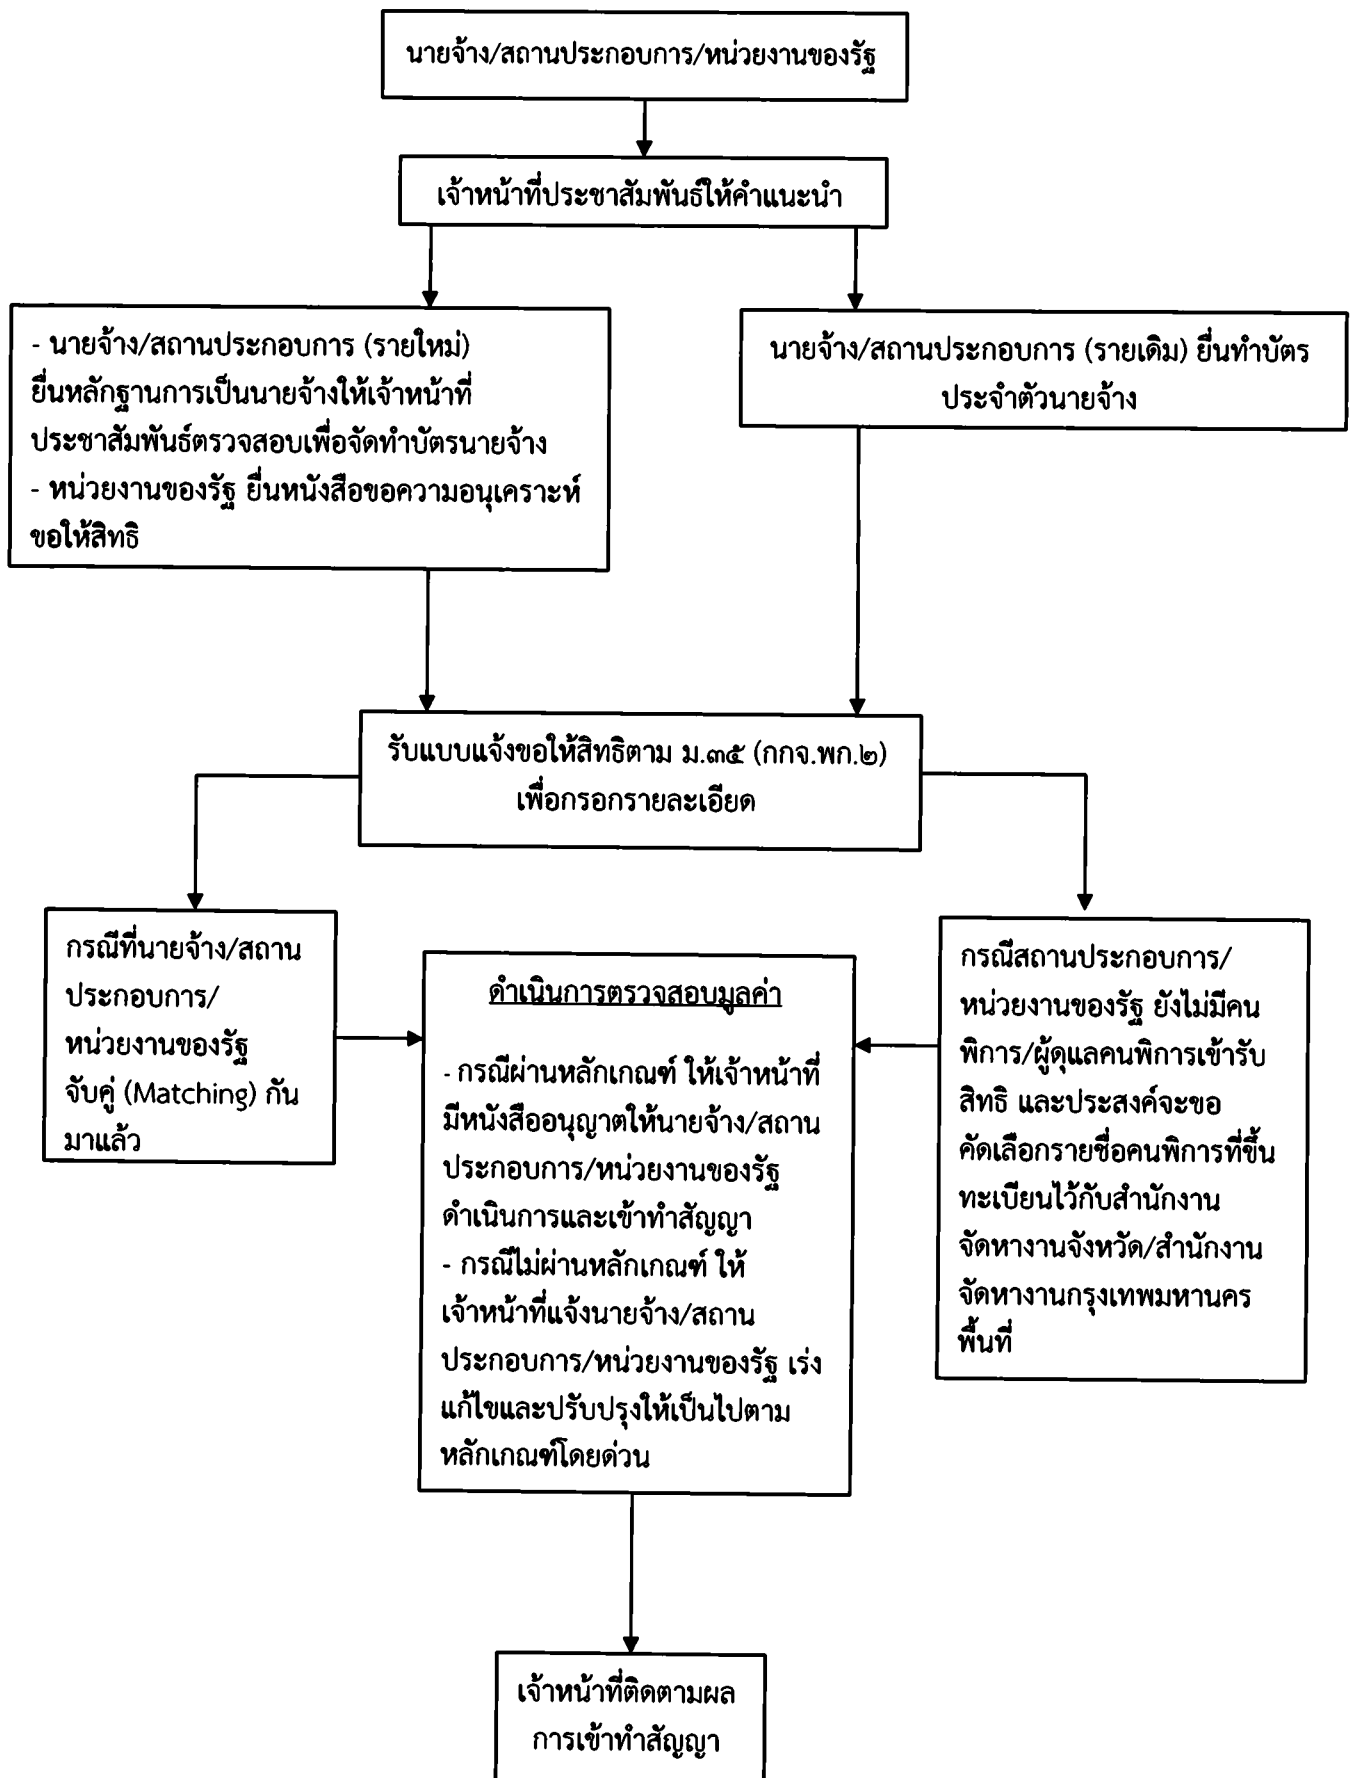 นายจ้าง/สถานประกอบการ/หน่วยงานของรัฐ
เจ้าหน้าที่ประชาสัมพันธ์ให้คำแนะนำ
- นายจ้าง/สถานประกอบการ (รายใหม่)
ยื่นหลักฐานการเป็นนายจ้างให้เจ้าหน้าที่
ประชาสัมพันธ์ตรวจสอบเพื่อจัดทำบัตรนายจ้าง
- หน่วยงานของรัฐ ยื่นหนังสือขอความอนุเคราะห์
ขอให้สิทธิ
นายจ้าง/สถานประกอบการ (รายเดิม) ยื่นทำบัตร
ประจำตัวนายจ้าง
รับแบบแจ้งขอให้สิทธิตาม ม.๓๕ (กกจ.พก.๒)
เพื่อกรอกรายละเอียด
กรณีที่นายจ้าง/สถาน
ประกอบการ/
หน่วยงานของรัฐ
จับคู่ (Matching) กัน
มาแล้ว
ดำเนินการตรวจสอบมูลค่า
- กรณีผ่านหลักเกณฑ์ ให้เจ้าหน้าที่
มีหนังสืออนุญาตให้นายจ้าง/สถาน
ประกอบการ/หน่วยงานของรัฐ
ดำเนินการและเข้าทำสัญญา
- กรณีไม่ผ่านหลักเกณฑ์ ให้
เจ้าหน้าที่แจ้งนายจ้าง/สถาน
ประกอบการ/หน่วยงานของรัฐ เร่ง
แก้ไขและปรับปรุงให้เป็นไปตาม
หลักเกณฑ์โดยด่วน
กรณีสถานประกอบการ/
หน่วยงานของรัฐ ยังไม่มีคน
พิการ/ผู้ดูแลคนพิการเข้ารับ
สิทธิ และประสงค์จะขอ
คัดเลือกรายชื่อคนพิการที่ขึ้น
ทะเบียนไว้กับสำนักงาน
จัดหางานจังหวัด/สำนักงาน
จัดหางานกรุงเทพมหานคร
พื้นที่
เจ้าหน้าที่ติดตามผล
การเข้าทำสัญญา